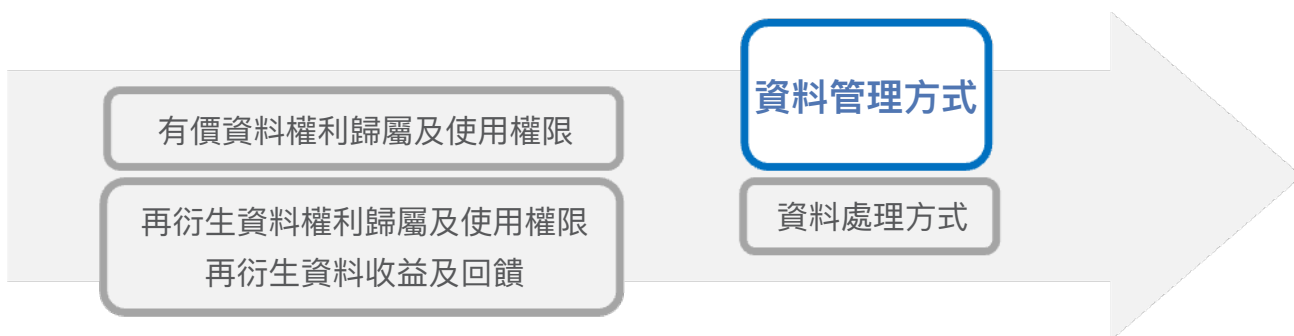 有價資料權利歸屬及使用權限
再衍生資料權利歸屬及使用權限
再衍生資料收益及回饋
資料管理方式
資料處理方式